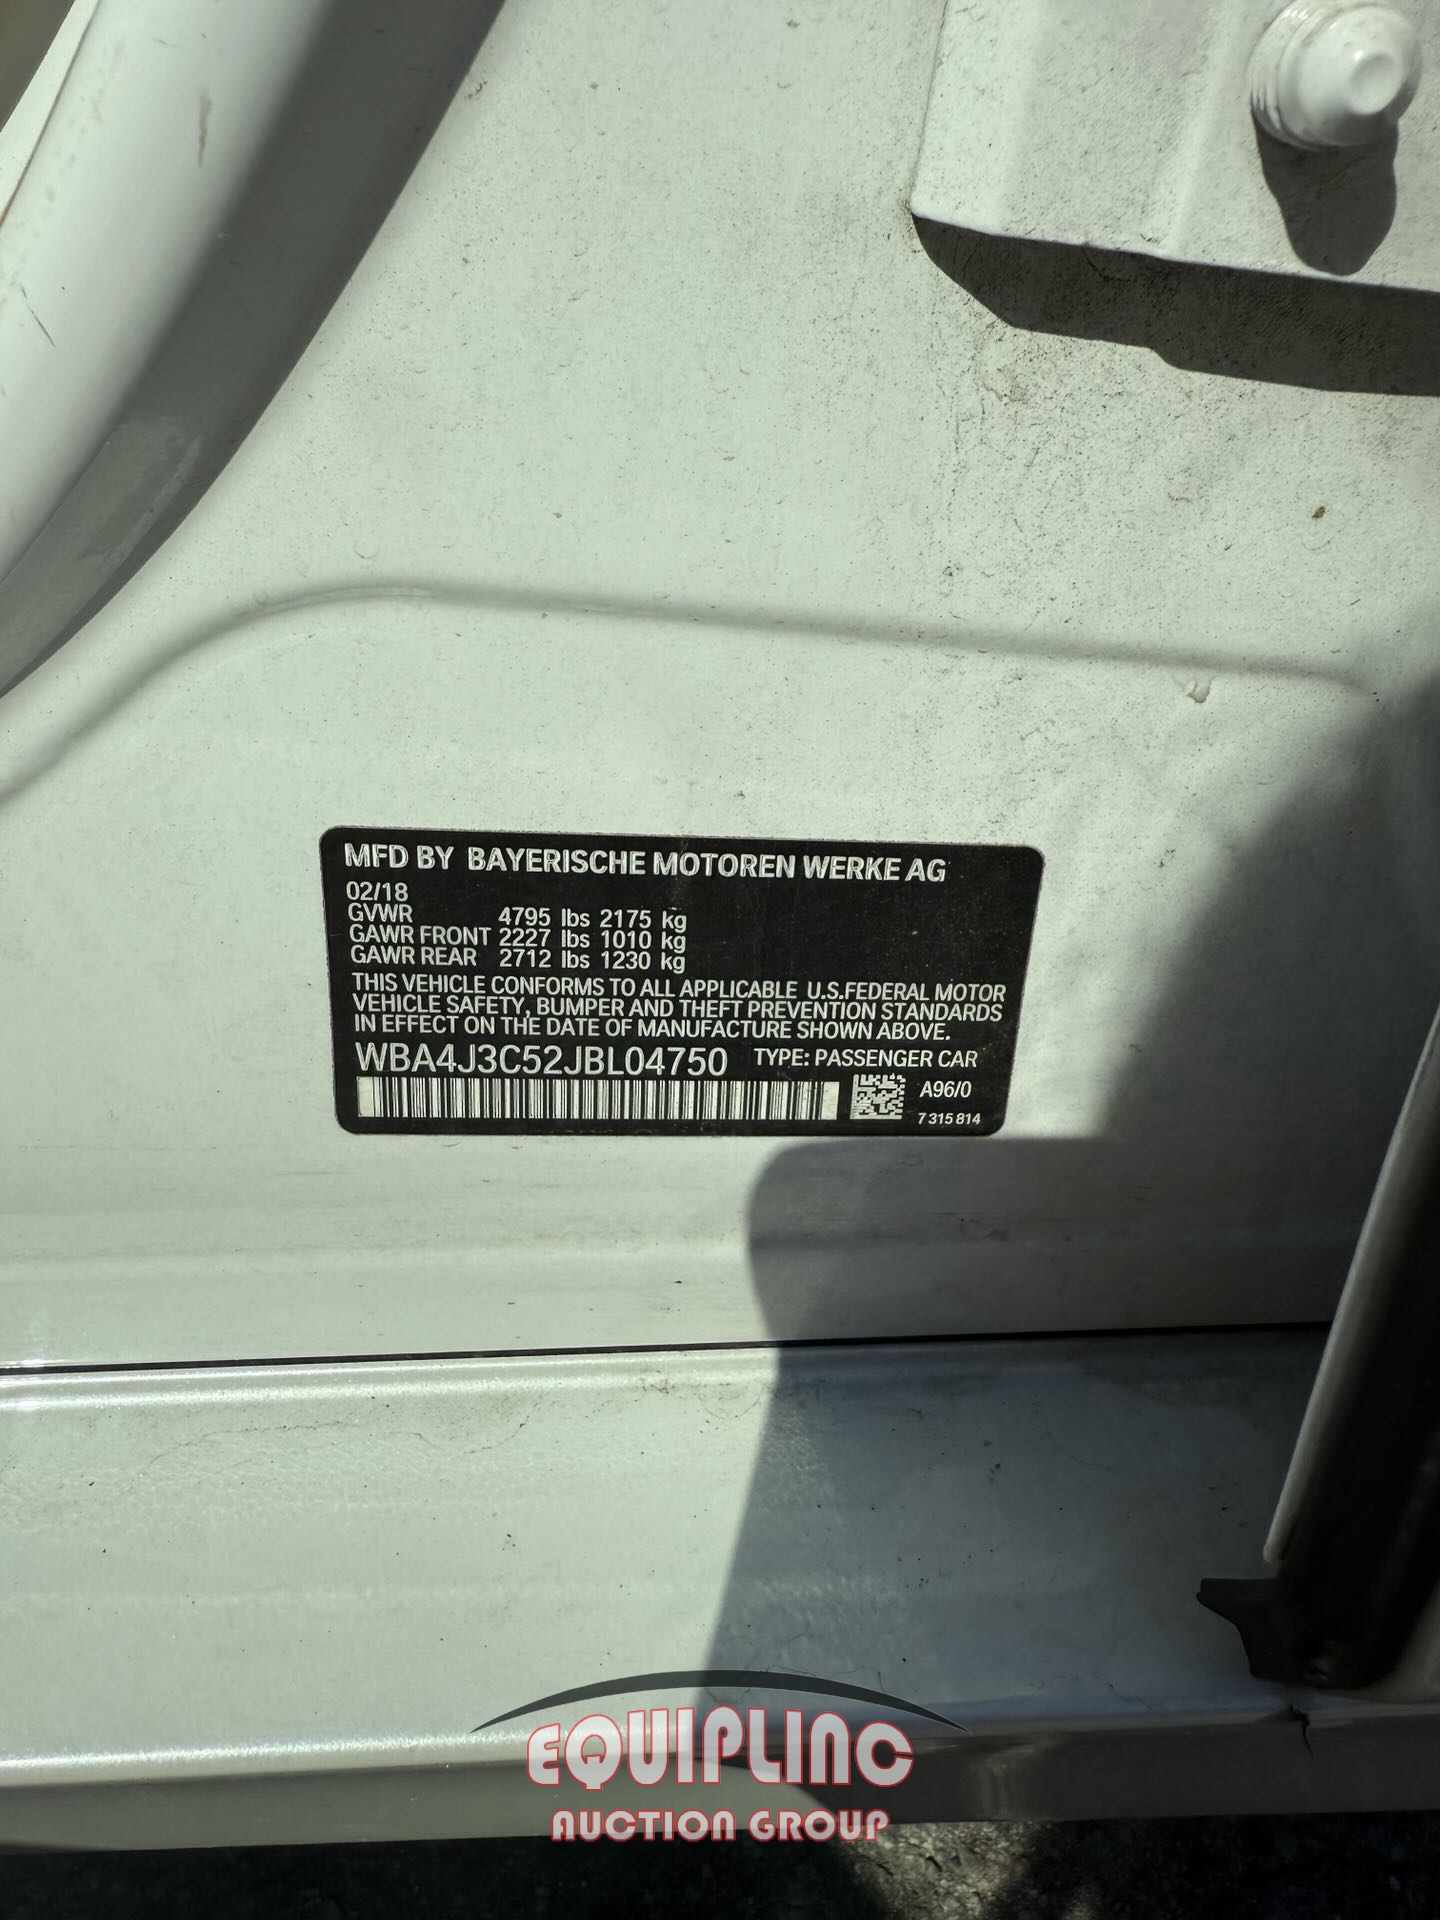 MFD BY BAYERISCHE MOTOREN WERKE AG
02/18
GVWR 4795 lbs 2175 kg
GAWR FRONT 2227 lbs 1010 kg
GAWR REAR 2712 lbs 1230 kg
THIS VEHICLE CONFORMS TO ALL APPLICABLE U.S.FEDERAL MOTOR
VEHICLE SAFETY, BUMPER AND THEFT PREVENTION STANDARDS
IN EFFECT ON THE DATE OF MANUFACTURE SHOWN ABOVE.
WBA4J3C52JBL04750 TYPE: PASSENGER CAR
A96/0
7 315 814
EQUIPLINC
AUCTION GROUP